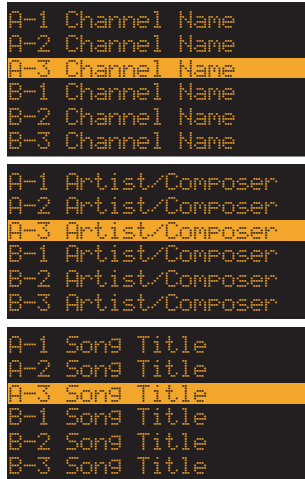 A-1 Channel Name
A-2 Channel Name
A-3 Channel Name
B-1 Channel Name
B-2 Channel Name
B-3 Channel Name
A-1 Artist/Composer
A-2 Artist/Composer
A-3 Artist/Composer
B-1 Artist/Composer
B-2 Artist/Composer
B-3 Artist/Composer
A-1 Song Title
A-2 Song Title
A-3 Song Title
B-1 Song Title
B-2 Song Title
B-3 Song Title